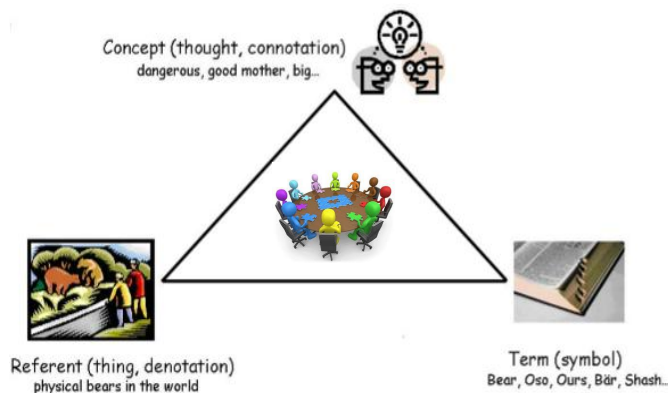 Concept (thought, connotation)
dangerous, good mother, big...
Referent (thing, denotation)
physical bears in the world
Term (symbol)
Bear, Oso, Ours, Bär, Shash...